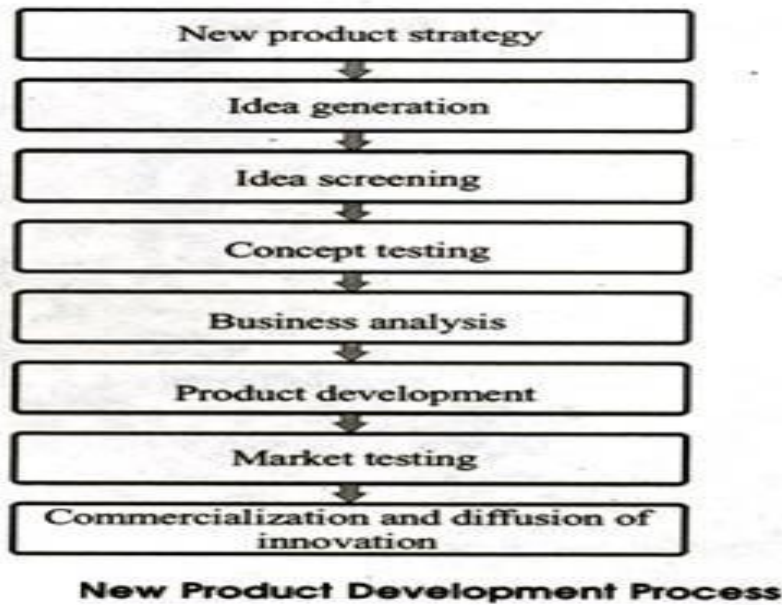 New product strategy
Idea generation
Idea screening
Concept testing
Business analysis
Product development
Market testing
Commercialization and diffusion of
innovation
New Product Development Process